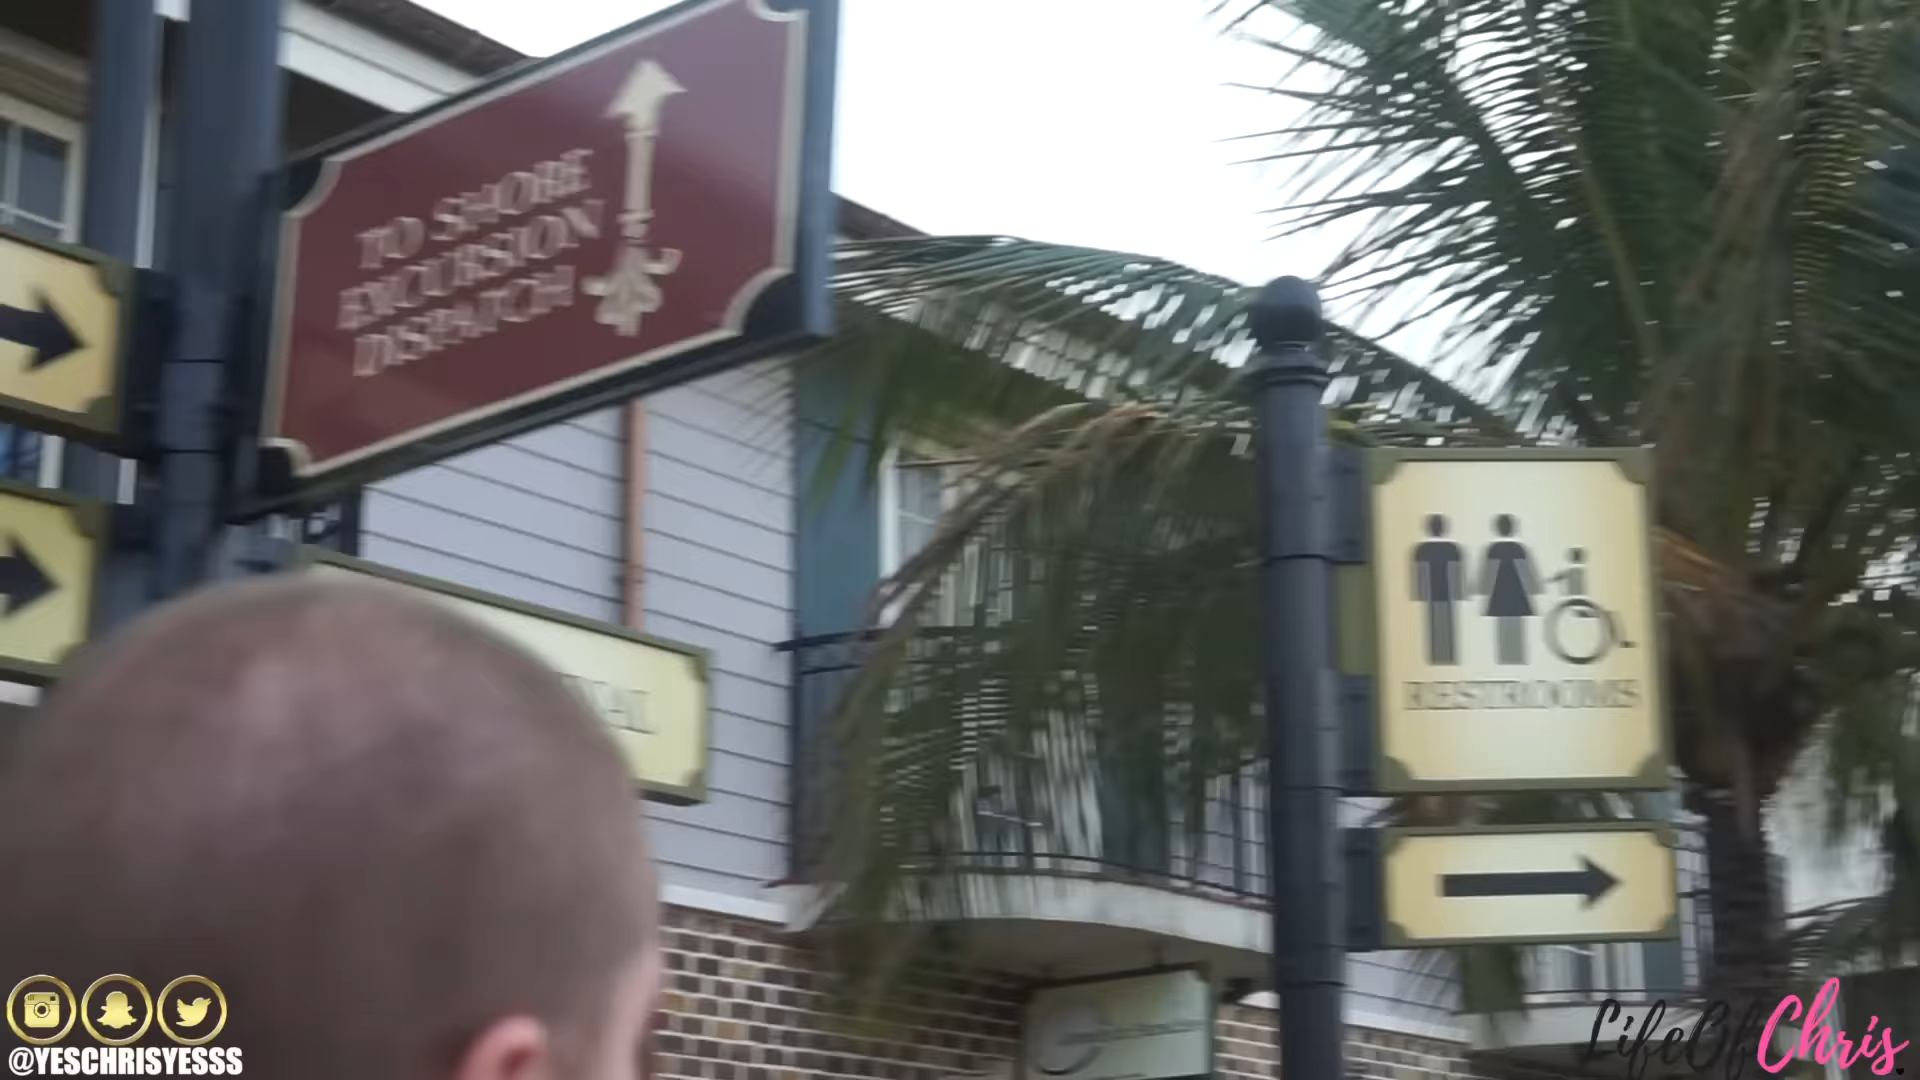 TO SHORE
EXCURSION
DISPATCH
RESTROOMS
@YESCHRISYESSS
LifeOfChris